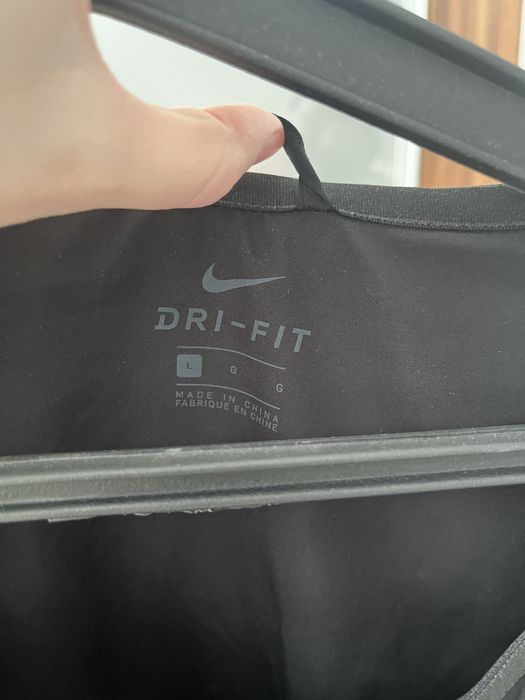 DRI-FIT
L G G
MADE IN CHINA
FABRIQUE EN CHINE